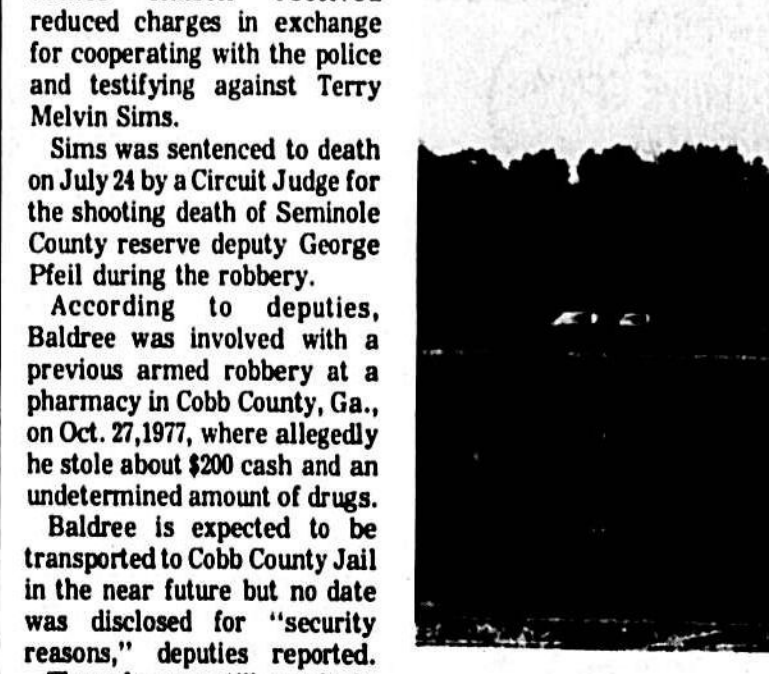 reduced charges in exchange
for cooperating with the police
and testifying against Terry
Melvin Sims.
Sims was sentenced to death
on July 24 by a Circuit Judge for
the shooting death of Seminole
County reserve deputy George
Pfeil during the robbery.
According to deputies,
Baldree was involved with a
previous armed robbery at a
pharmacy in Cobb County, Ga.,
on Oct. 27,1977, where allegedly
he stole about $200 cash and an
undetermined amount of drugs.
Baldree is expected to be
transported to Cobb County Jail
in the near future but no date
was disclosed for "security
reasons," deputies reported.